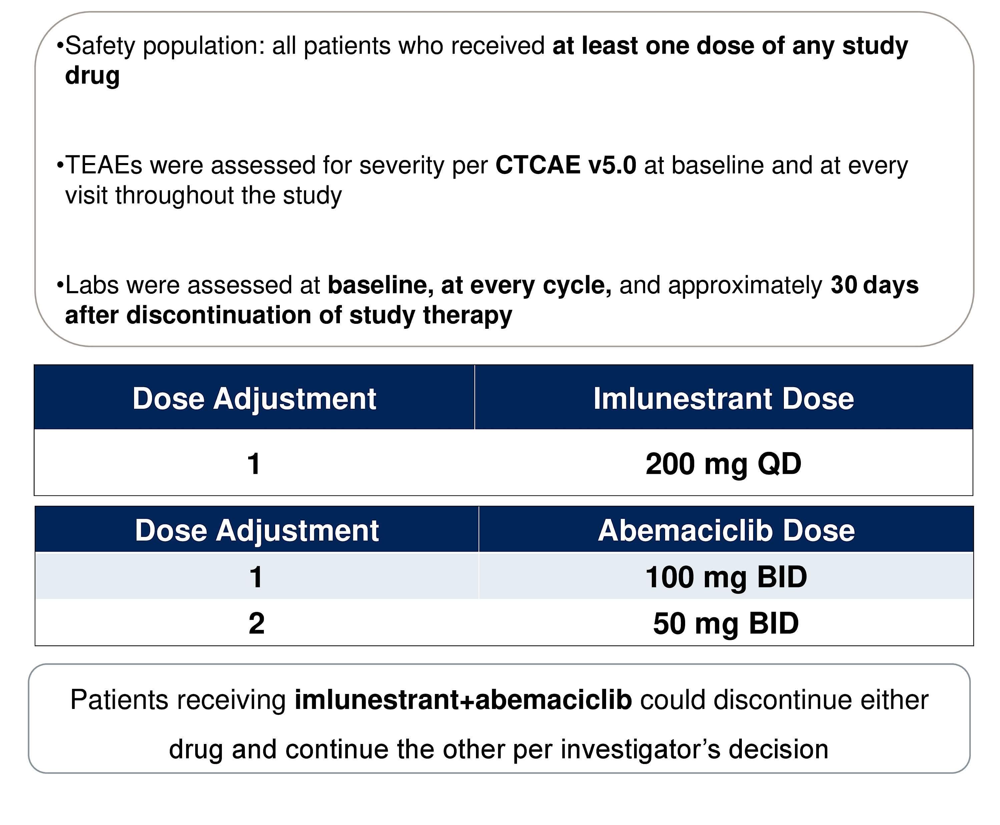 •Safety population: all patients who received at least one dose of any study
drug
•TEAEs were assessed for severity per CTCAE v5.0 at baseline and at every
visit throughout the study
•Labs were assessed at baseline, at every cycle, and approximately 30 days
after discontinuation of study therapy
Dose Adjustment Imlunestrant Dose
1 200 mg QD
Dose Adjustment Abemaciclib Dose
1 100 mg BID
2 50 mg BID
Patients receiving imlunestrant+abemaciclib could discontinue either
drug and continue the other per investigator’s decision